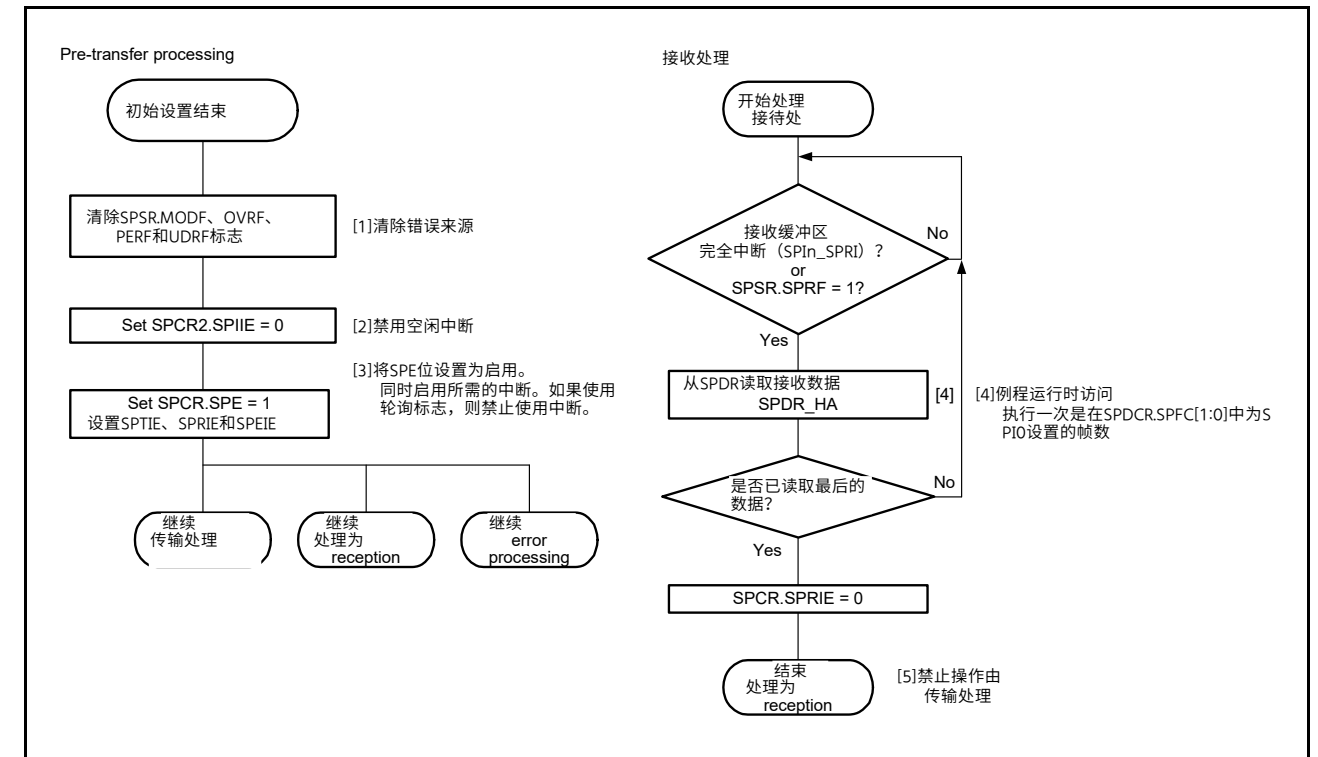 Pre-transfer processing
初始设置结束
清除SPSR.MODF、OVRF、
PERF和UDRF标志
[1]清除错误来源
Set SPCR2.SPIIE = 0
[2]禁用空闲中断
[3]将SPE位设置为启用。
同时启用所需的中断。如果使用
轮询标志，则禁止使用中断。
Set SPCR.SPE = 1
设置SPTIE、SPRIE和SPEIE
继续
传输处理
继续
处理为
reception
继续
error
processing
接收处理
开始处理
接待处
接收缓冲区
完全中断（SPIn_SPRI）？
or
SPSR.SPRF = 1?
No
Yes
从SPDR读取接收数据
SPDR_HA
[4]
[4]例程运行时访问
执行一次是在SPDCR.SPFC[1:0]中为S
PI0设置的帧数
是否已读取最后的
数据?
No
Yes
SPCR.SPRIE = 0
结束
处理为
reception
[5]禁止操作由
传输处理